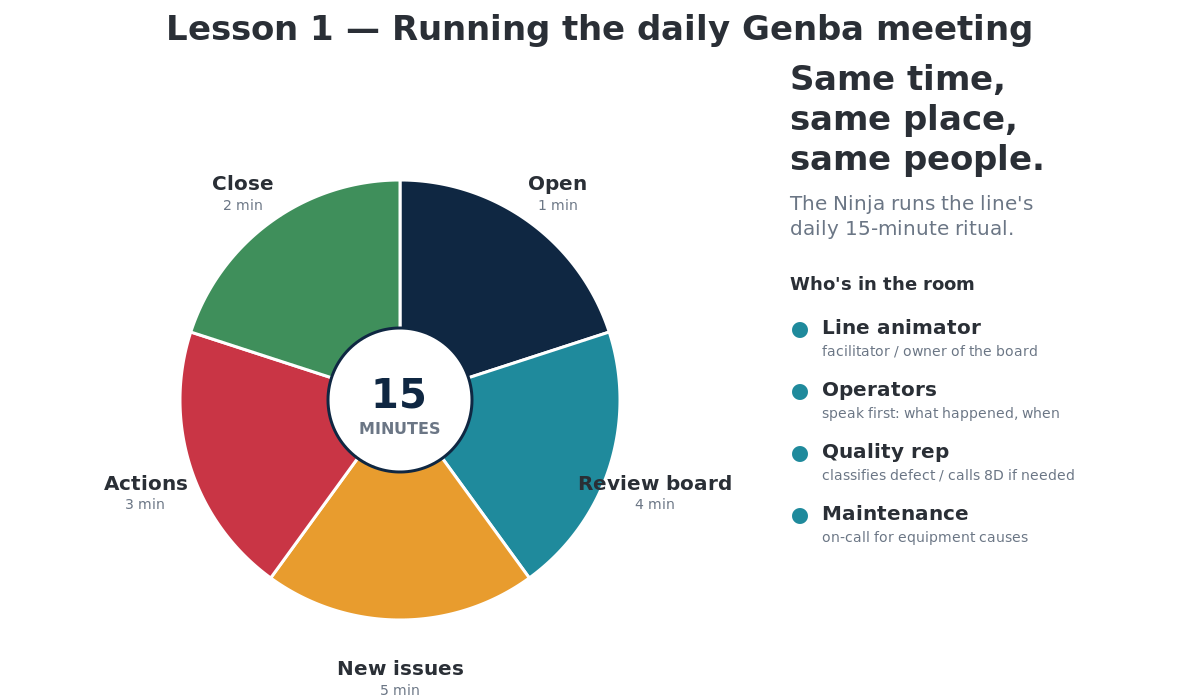 Lesson 1 — Running the daily Genba meeting
Close
2 min
Open
1 min
15
MINUTES
Actions
3 min
Review board
4 min
New issues
5 min
Same time,
same place,
same people.
The Ninja runs the line's
daily 15-minute ritual.
Who's in the room
Line animator
facilitator / owner of the board
Operators
speak first: what happened, when
Quality rep
classifies defect / calls 8D if needed
Maintenance
on-call for equipment causes